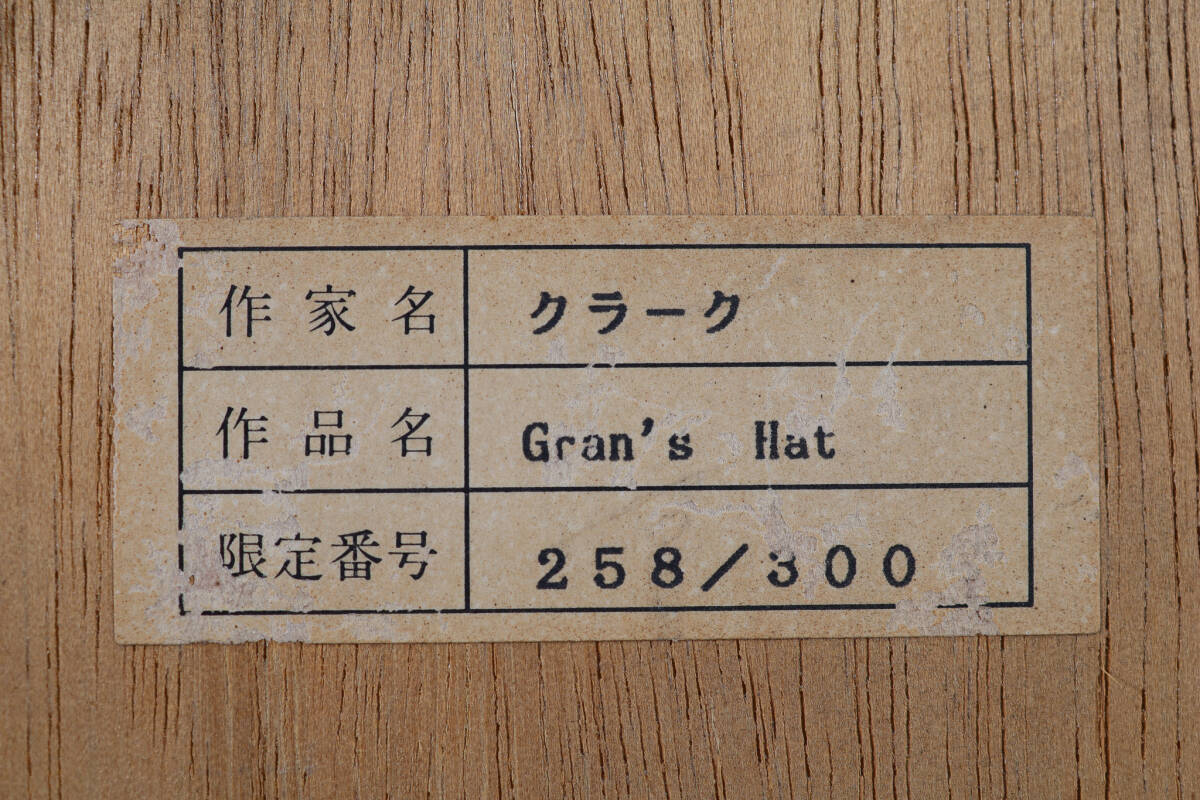 作家名 クラーク
作品名 Gran's Hat
限定番号 258/300